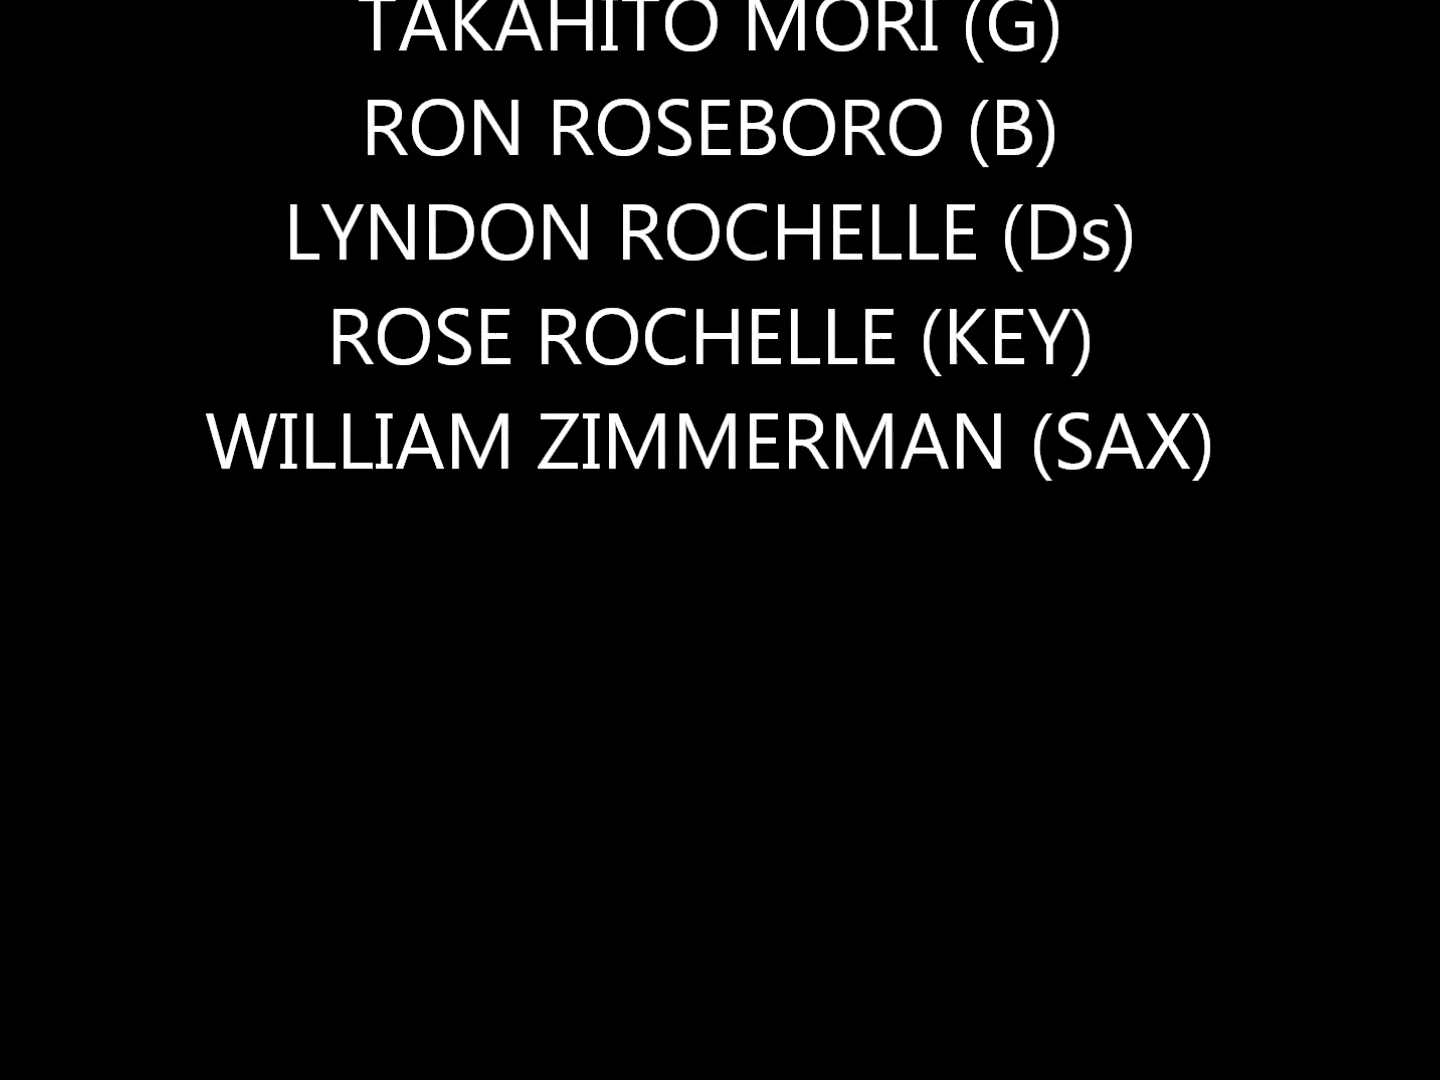 TAKAHITO MORI (G)
RON ROSEBORO (B)
LYNDON ROCHELLE (Ds)
ROSE ROCHELLE (KEY)
WILLIAM ZIMMERMAN (SAX)